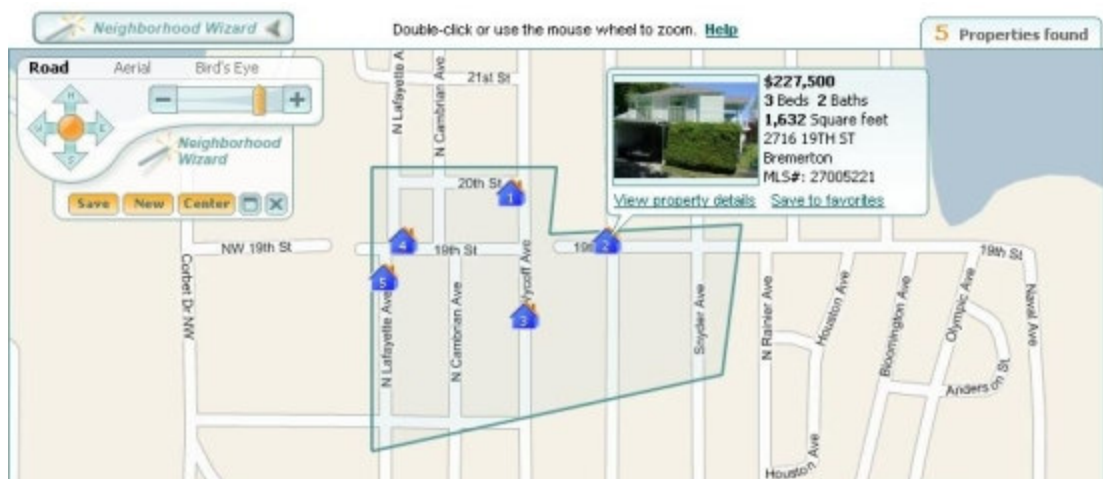 Neighborhood Wizard
Double-click or use the mouse wheel to zoom. Help
5 Properties found
Road Aerial Bird's Eye
N
W E
S
Neighborhood
Wizard
Save New Center
$227,500
3 Beds 2 Baths
1,632 Square feet
2716 19TH ST
Bremerton
MLS#: 27005221
View property details Save to favorites
21st St
N Lafayette A
N Cambrian Ave
20th St
1
4
2
NW 19th St
19th St
19t
19th St
5
3
Wycoff Ave
Corbet Dr NW
N Lafayette Ave
N Cambrian Ave
Snyder Ave
N Rainier Ave
Houston Ave
Bloomington Ave
Olympic Ave
Naval Ave
Anderson St
Houston Ave